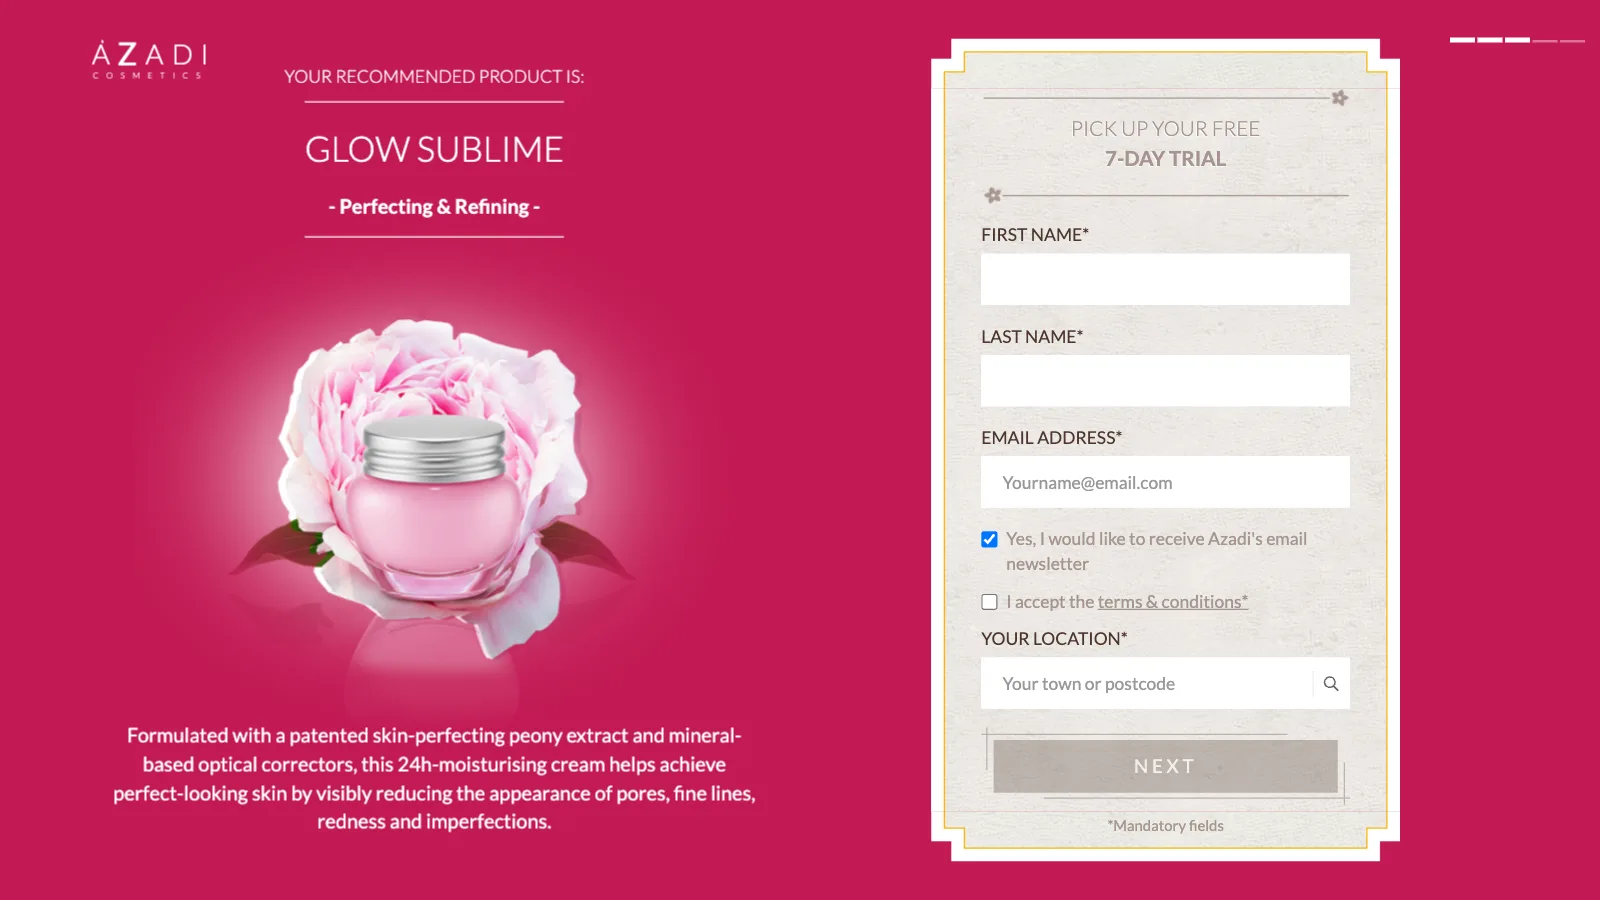 ÁZADI
COSMETICS
YOUR RECOMMENDED PRODUCT IS:
GLOW SUBLIME
- Perfecting & Refining -
Formulated with a patented skin-perfecting peony extract and mineral-
based optical correctors, this 24h-moisturising cream helps achieve
perfect-looking skin by visibly reducing the appearance of pores, fine lines,
redness and imperfections.
PICK UP YOUR FREE
7-DAY TRIAL
FIRST NAME*
LAST NAME*
EMAIL ADDRESS*
Yourname@email.com
Yes, I would like to receive Azadi's email
newsletter
I accept the terms & conditions*
YOUR LOCATION*
Your town or postcode
NEXT
*Mandatory fields